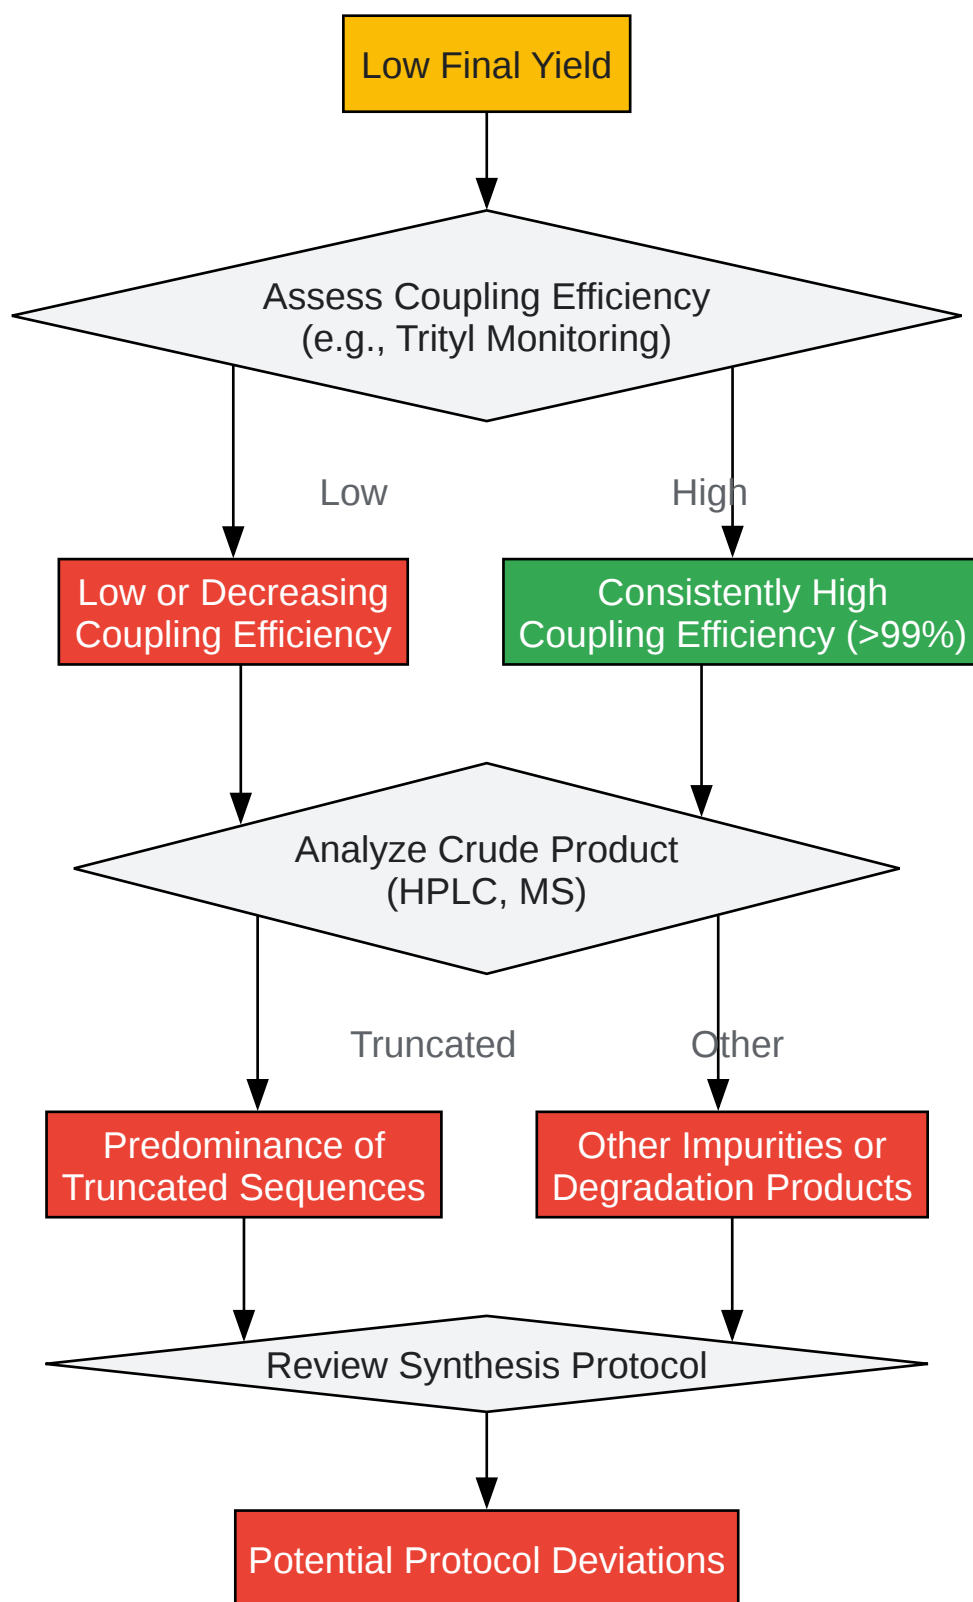 Low Final Yield
Assess Coupling Efficiency
(e.g., Trityl Monitoring)
Low
High
Low or Decreasing
Coupling Efficiency
Consistently High
Coupling Efficiency (>99%)
Analyze Crude Product
(HPLC, MS)
Truncated
Other
Predominance of
Truncated Sequences
Other Impurities or
Degradation Products
Review Synthesis Protocol
Potential Protocol Deviations